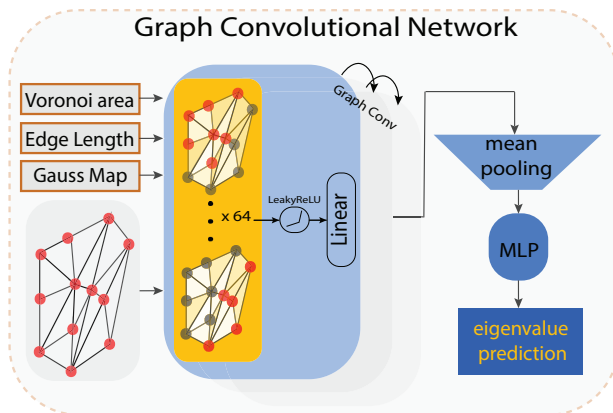 Graph Convolutional Network
Voronoi area
Edge Length
Gauss Map
x 64
LeakyReLU
Linear
Graph Conv
mean
pooling
MLP
eigenvalue
prediction